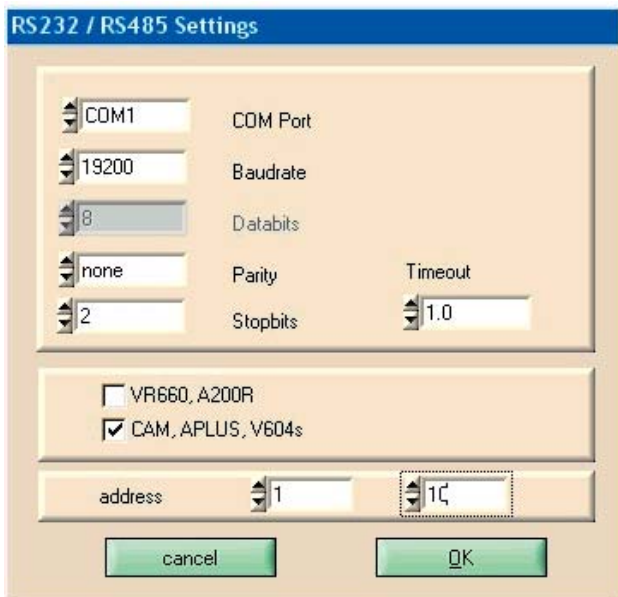 RS232 / RS485 Settings
COM1 COM Port
19200 Baudrate
8 Databits
none Parity Timeout
2 Stopbits 1.0
VR660, A200R
CAM, APLUS, V604s
address 1
cancel OK